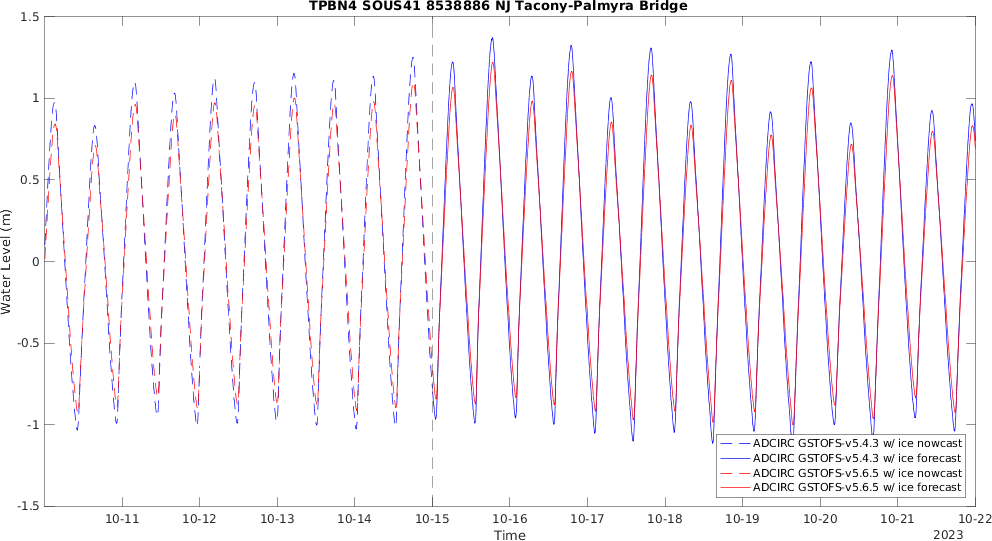 TPBN4 SOUS41 8538886 NJ Tacony-Palmyra Bridge
1.5
1
0.5
0
-0.5
-1
-1.5
Water Level (m)
ADCIRC GSTOFS-v5.4.3 w/ ice nowcast
ADCIRC GSTOFS-v5.4.3 w/ ice forecast
ADCIRC GSTOFS-v5.6.5 w/ ice nowcast
ADCIRC GSTOFS-v5.6.5 w/ ice forecast
10-11 10-12 10-13 10-14 10-15 10-16 10-17 10-18 10-19 10-20 10-21 10-22
Time
2023